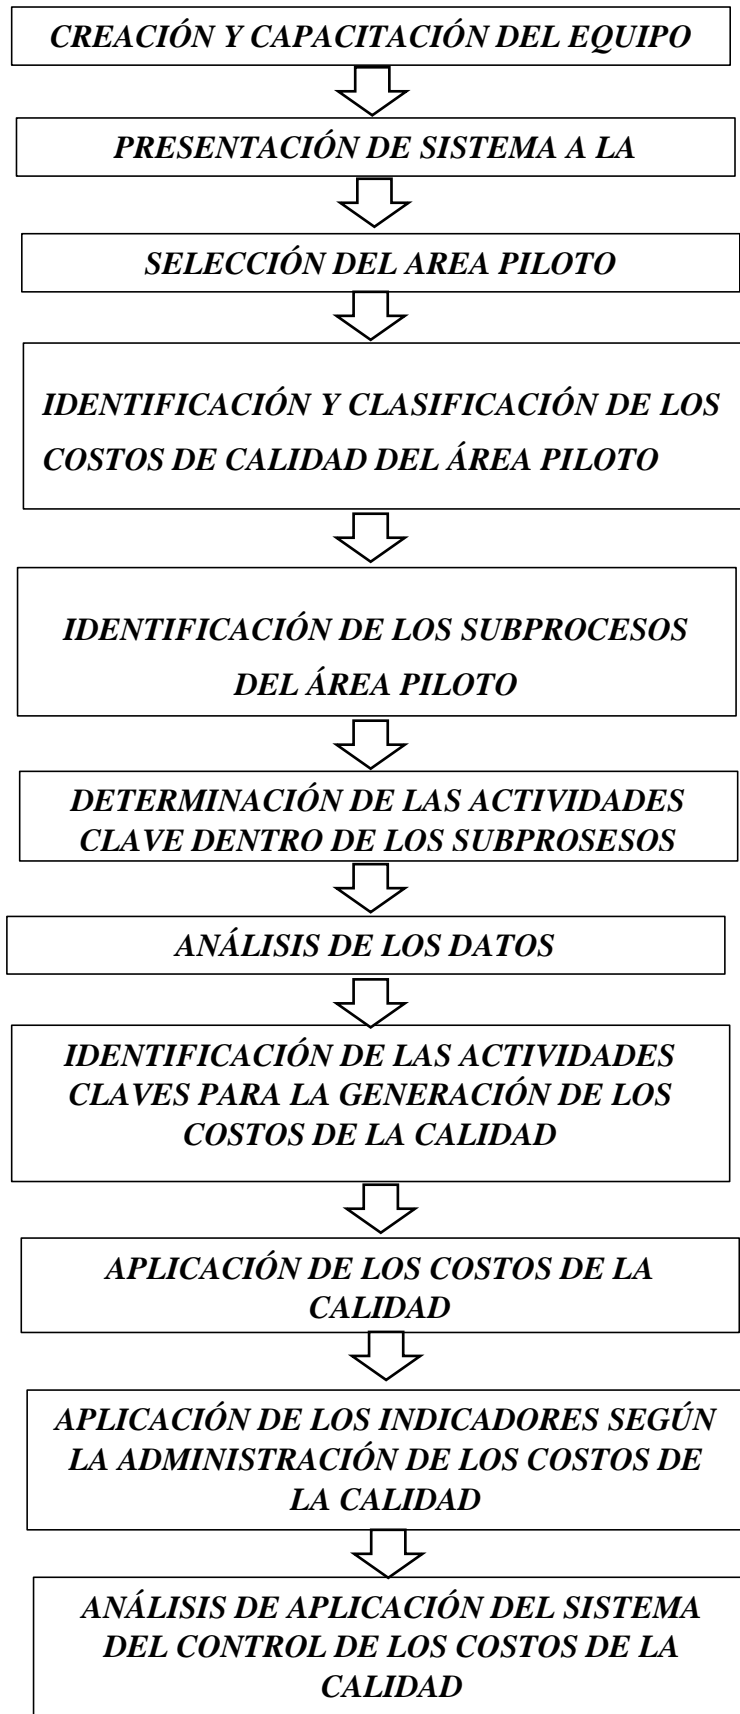 CREACIÓN Y CAPACITACIÓN DEL EQUIPO
PRESENTACIÓN DE SISTEMA A LA
SELECCIÓN DEL AREA PILOTO
IDENTIFICACIÓN Y CLASIFICACIÓN DE LOS
COSTOS DE CALIDAD DEL ÁREA PILOTO
IDENTIFICACIÓN DE LOS SUBPROCESOS
DEL ÁREA PILOTO
DETERMINACIÓN DE LAS ACTIVIDADES
CLAVE DENTRO DE LOS SUBPROSESOS
ANÁLISIS DE LOS DATOS
IDENTIFICACIÓN DE LAS ACTIVIDADES
CLAVES PARA LA GENERACIÓN DE LOS
COSTOS DE LA CALIDAD
APLICACIÓN DE LOS COSTOS DE LA
CALIDAD
APLICACIÓN DE LOS INDICADORES SEGÚN
LA ADMINISTRACIÓN DE LOS COSTOS DE
LA CALIDAD
ANÁLISIS DE APLICACIÓN DEL SISTEMA
DEL CONTROL DE LOS COSTOS DE LA
CALIDAD